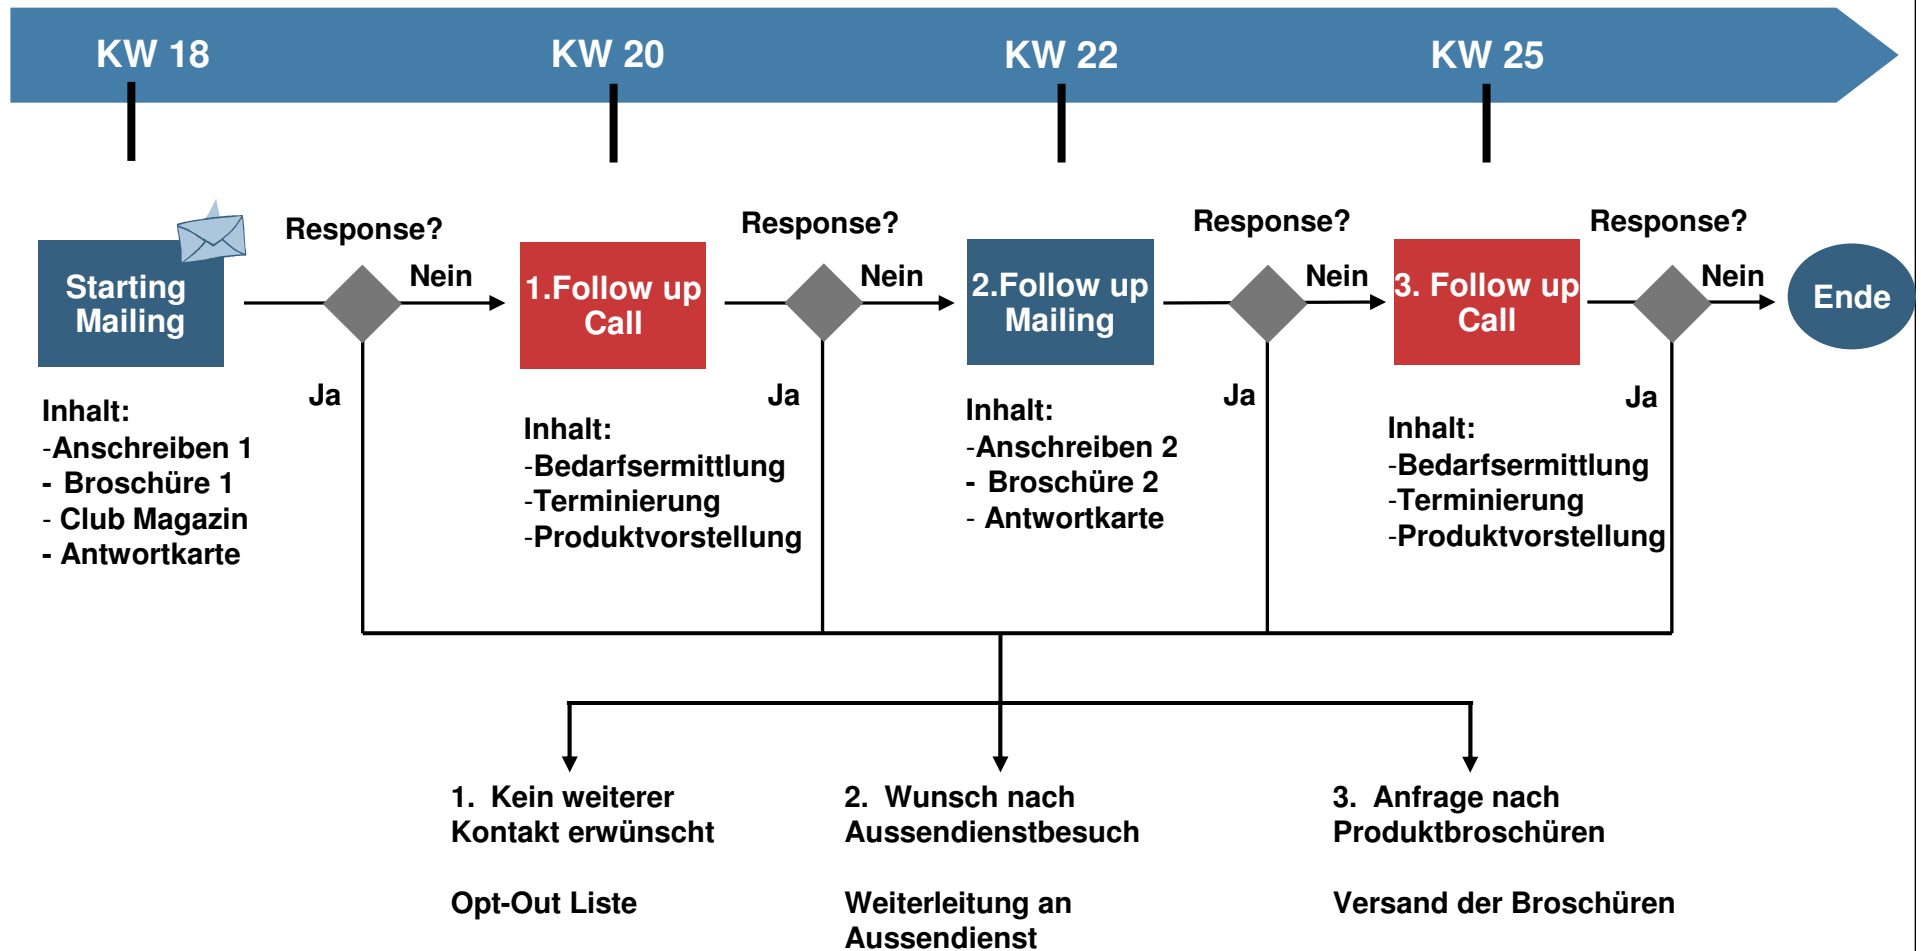 KW 18
KW 20
KW 22
KW 25
Response?
Response?
Response?
Response?
Starting
Mailing
Nein
1.Follow up
Call
Nein
2.Follow up
Mailing
Nein
3. Follow up
Call
Nein
Ende
Ja
Ja
Ja
Ja
Inhalt:
-Anschreiben 1
- Broschüre 1
- Club Magazin
- Antwortkarte
Inhalt:
-Bedarfsermittlung
-Terminierung
-Produktvorstellung
Inhalt:
-Anschreiben 2
- Broschüre 2
- Antwortkarte
Inhalt:
-Bedarfsermittlung
-Terminierung
-Produktvorstellung
1. Kein weiterer
Kontakt erwünscht
Opt-Out Liste
2. Wunsch nach
Aussendienstbesuch
Weiterleitung an
Aussendienst
3. Anfrage nach
Produktbroschüren
Versand der Broschüren